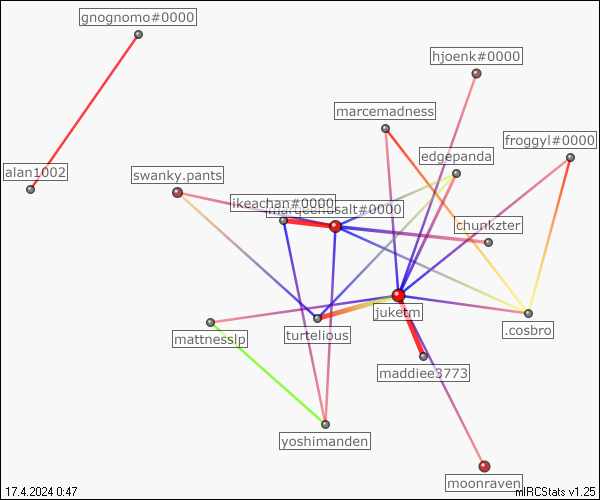 gnognomo#0000
hjoenk#0000
marcemadness
froggyl#0000
edgepanda
alan1002
swanky.pants
ikeachan#0000
#0000
chunkzter
juketm
.cosbro
turtelious
mattnesslp
maddiee3773
yoshimanden
moonraven
17.4.2024 0:47
mIRCStats v1.25